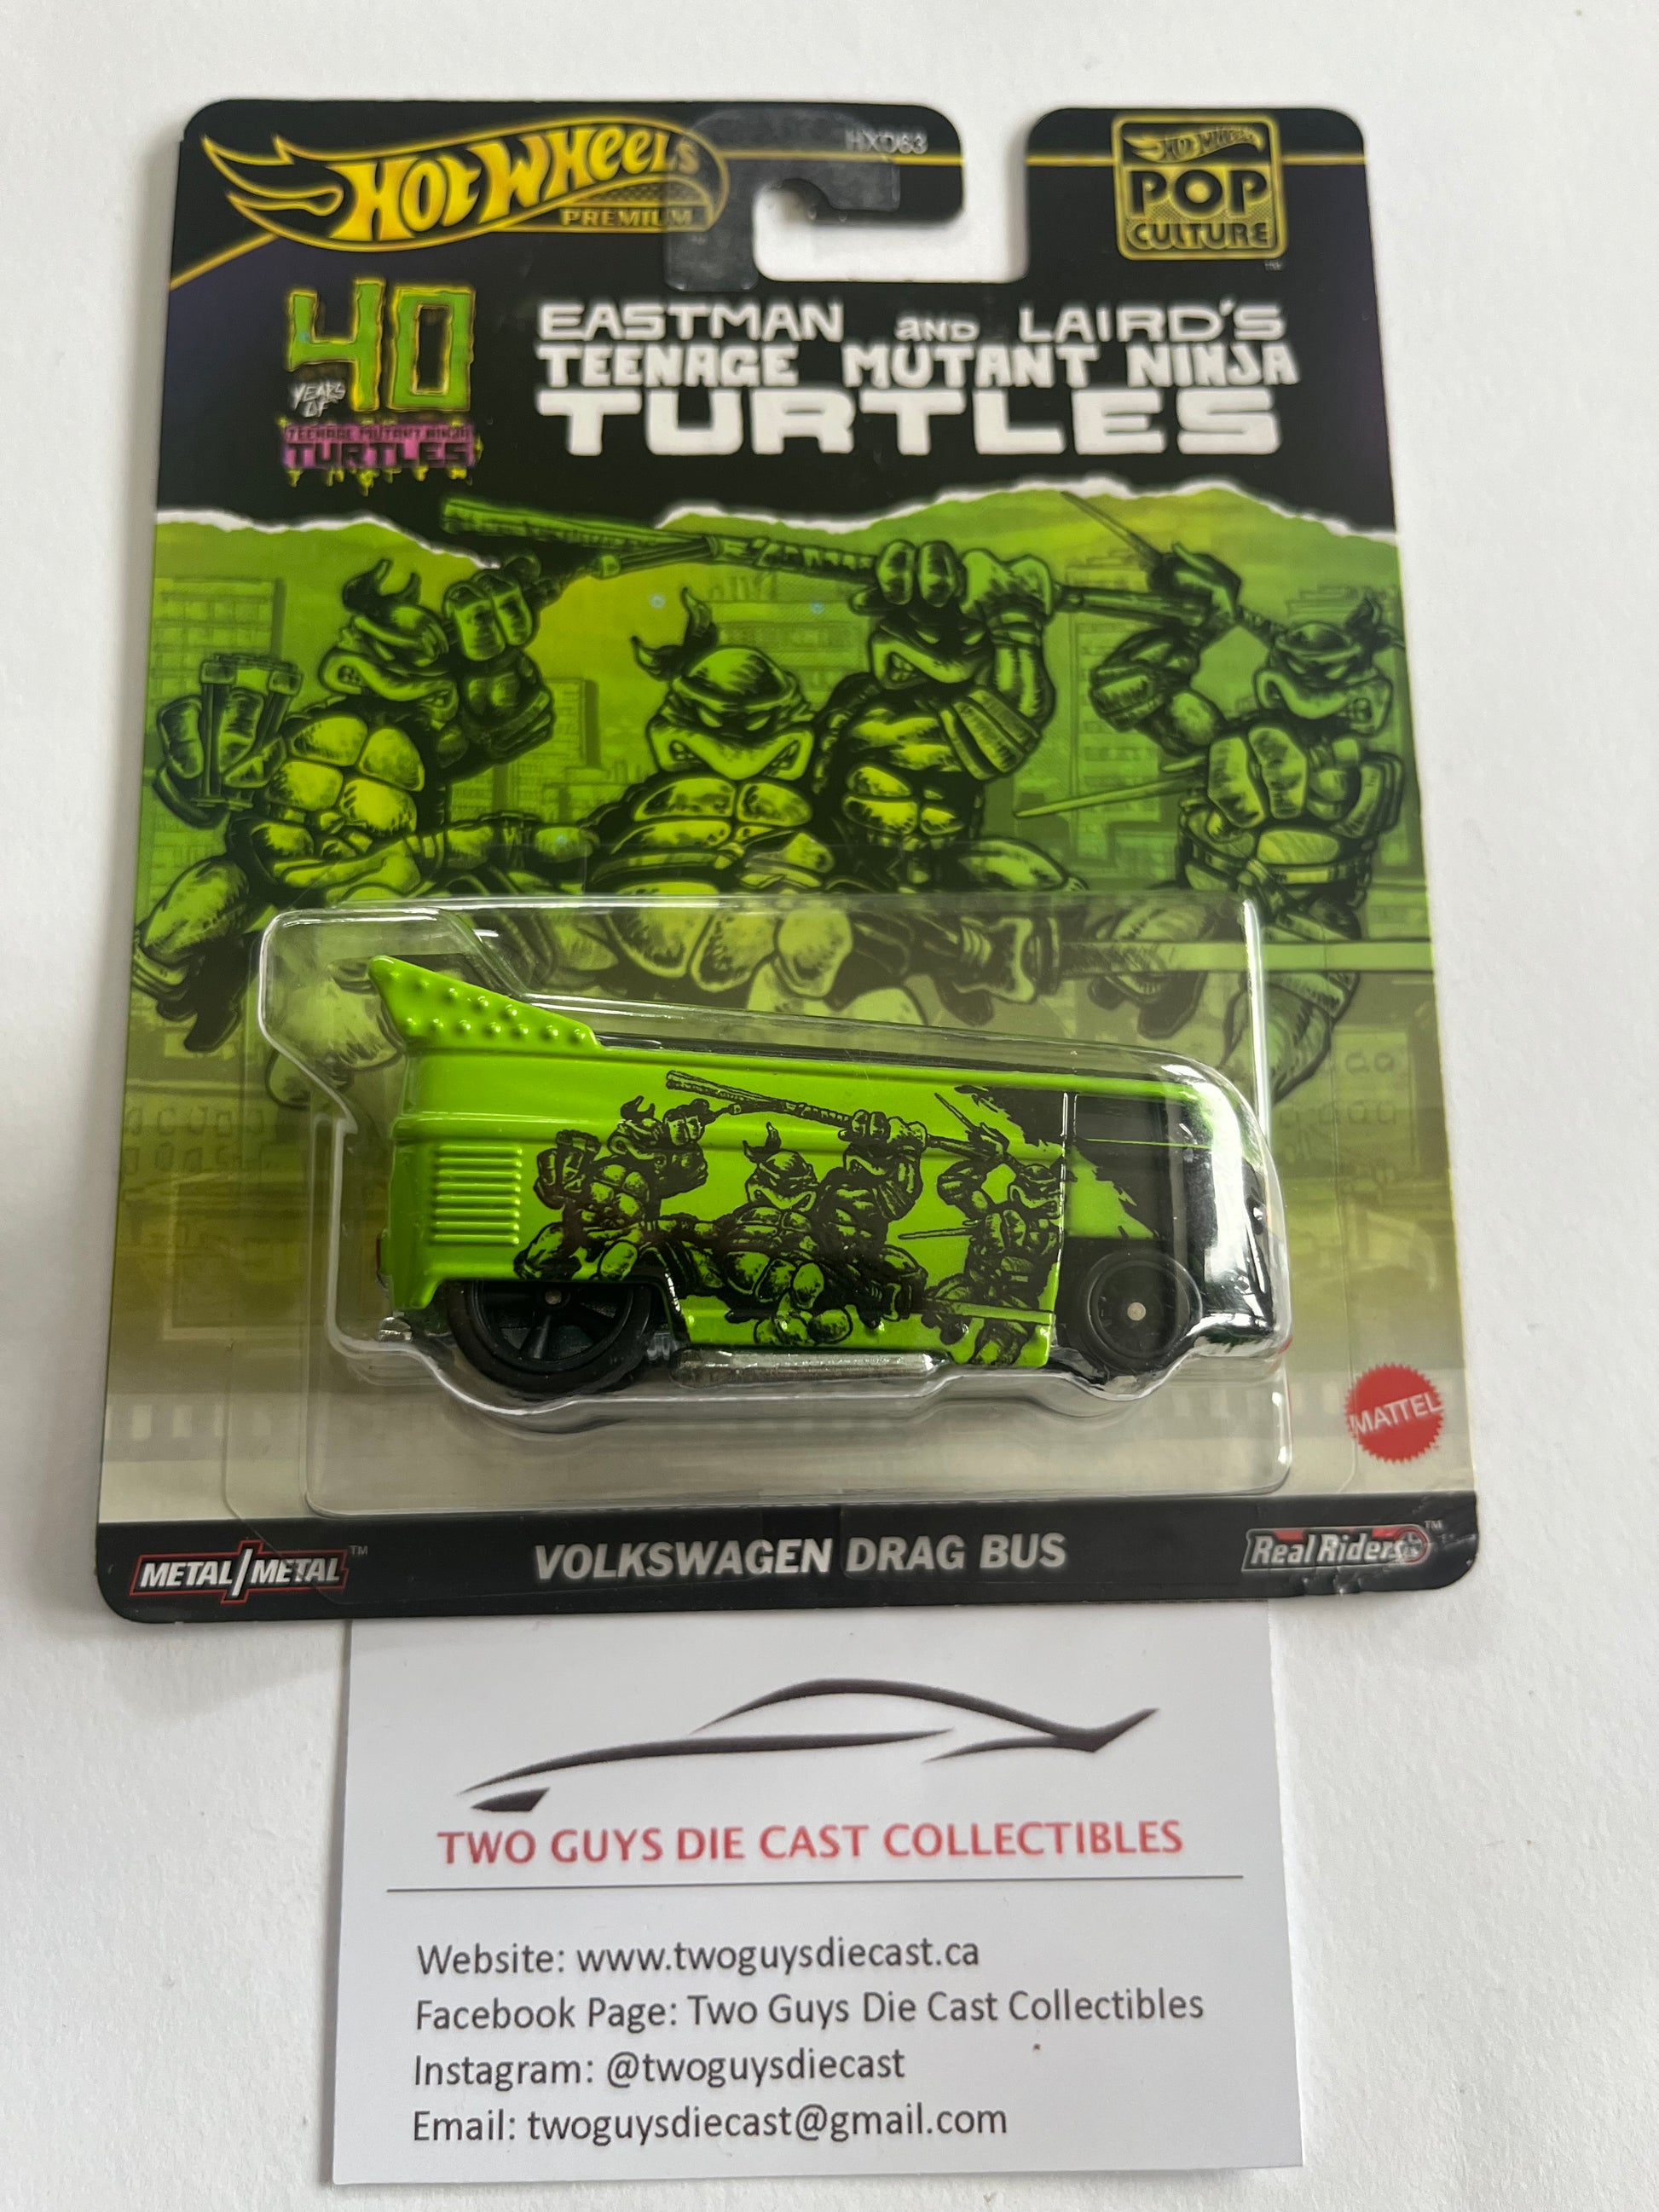 HOT WHEELS
PREMIUM
HXD63
HOT WHEELS
POP
CULTURE
40
YEARS
OF
TEENAGE MUTANT NINJA
TURTLES
EASTMAN AND LAIRD'S
TEENAGE MUTANT NINJA
TURTLES
MATTEL
METAL/METAL™
VOLKSWAGEN DRAG BUS
Real Riders™
TWO GUYS DIE CAST COLLECTIBLES
Website: www.twoguysdiecast.ca
Facebook Page: Two Guys Die Cast Collectibles
Instagram: @twoguysdiecast
Email: twoguysdiecast@gmail.com